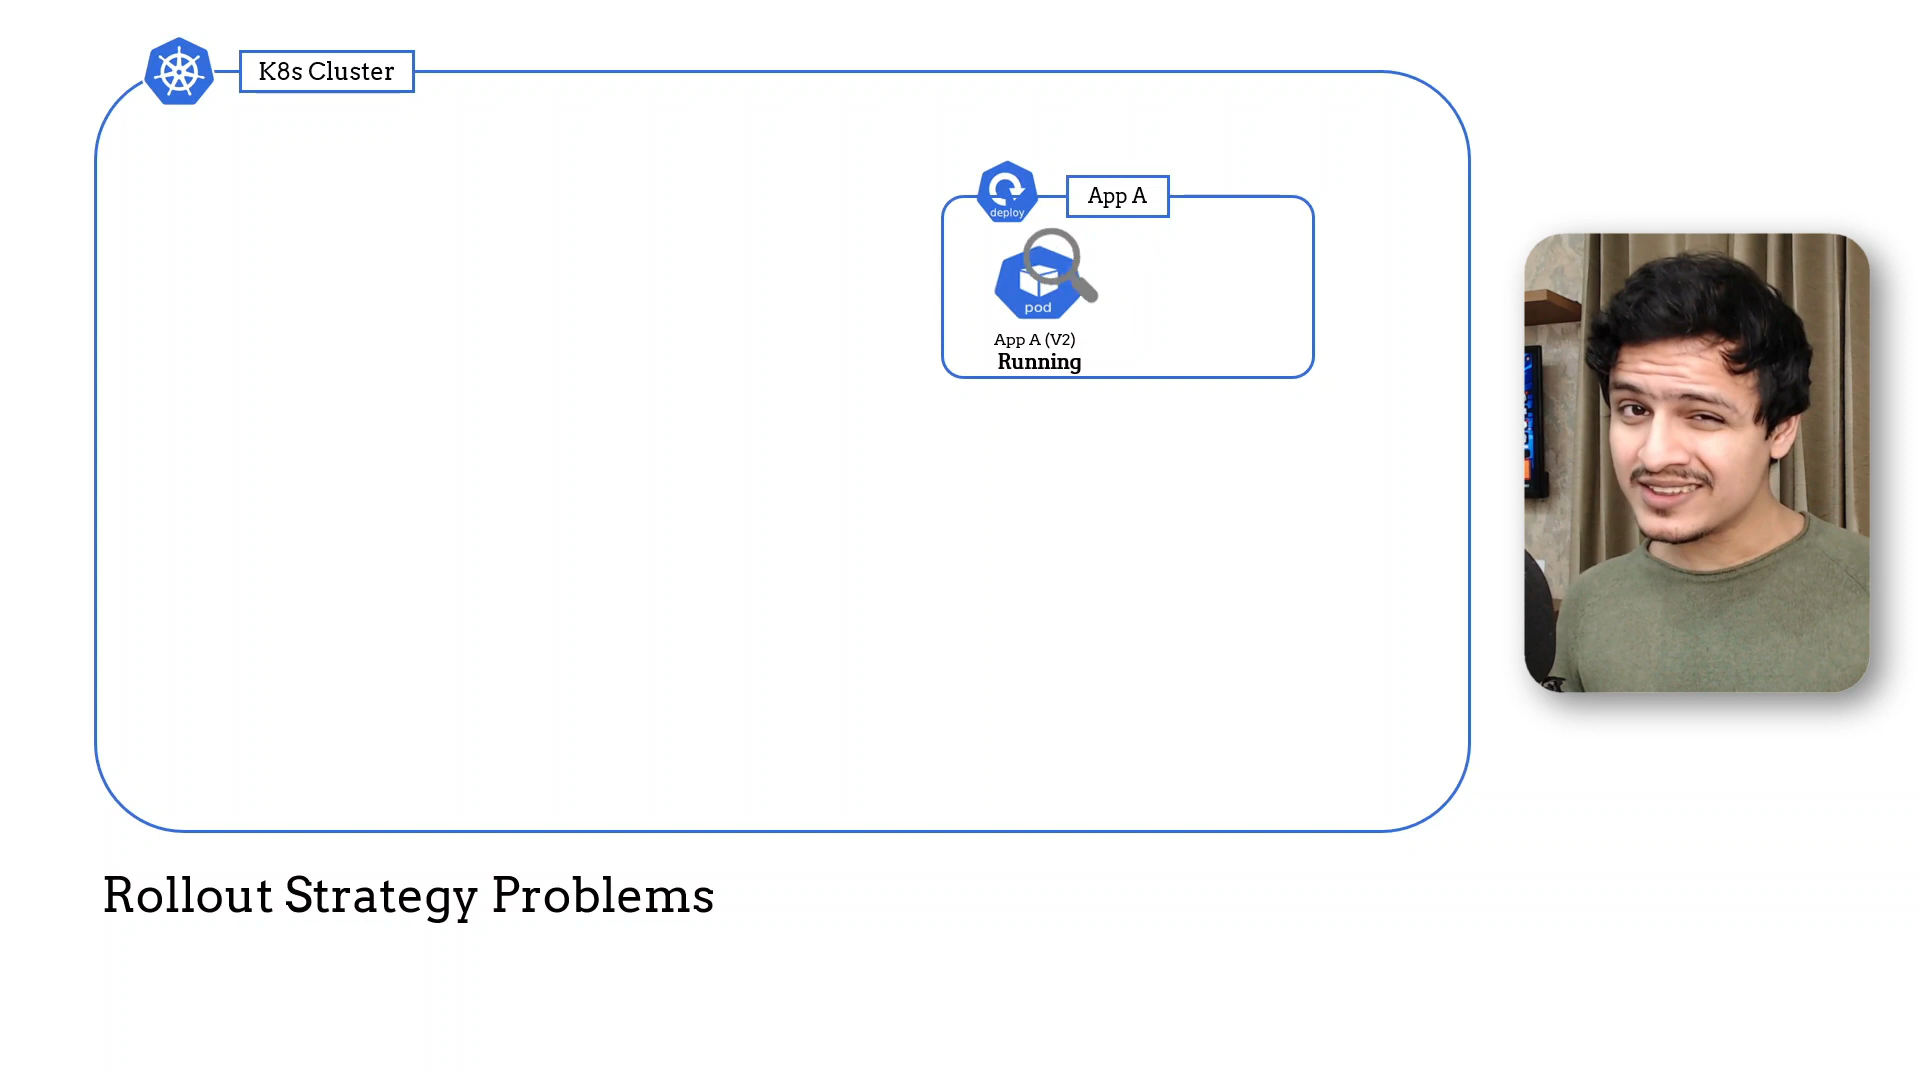 K8s Cluster
deploy
App A
pod
App A (V2)
Running
Rollout Strategy Problems